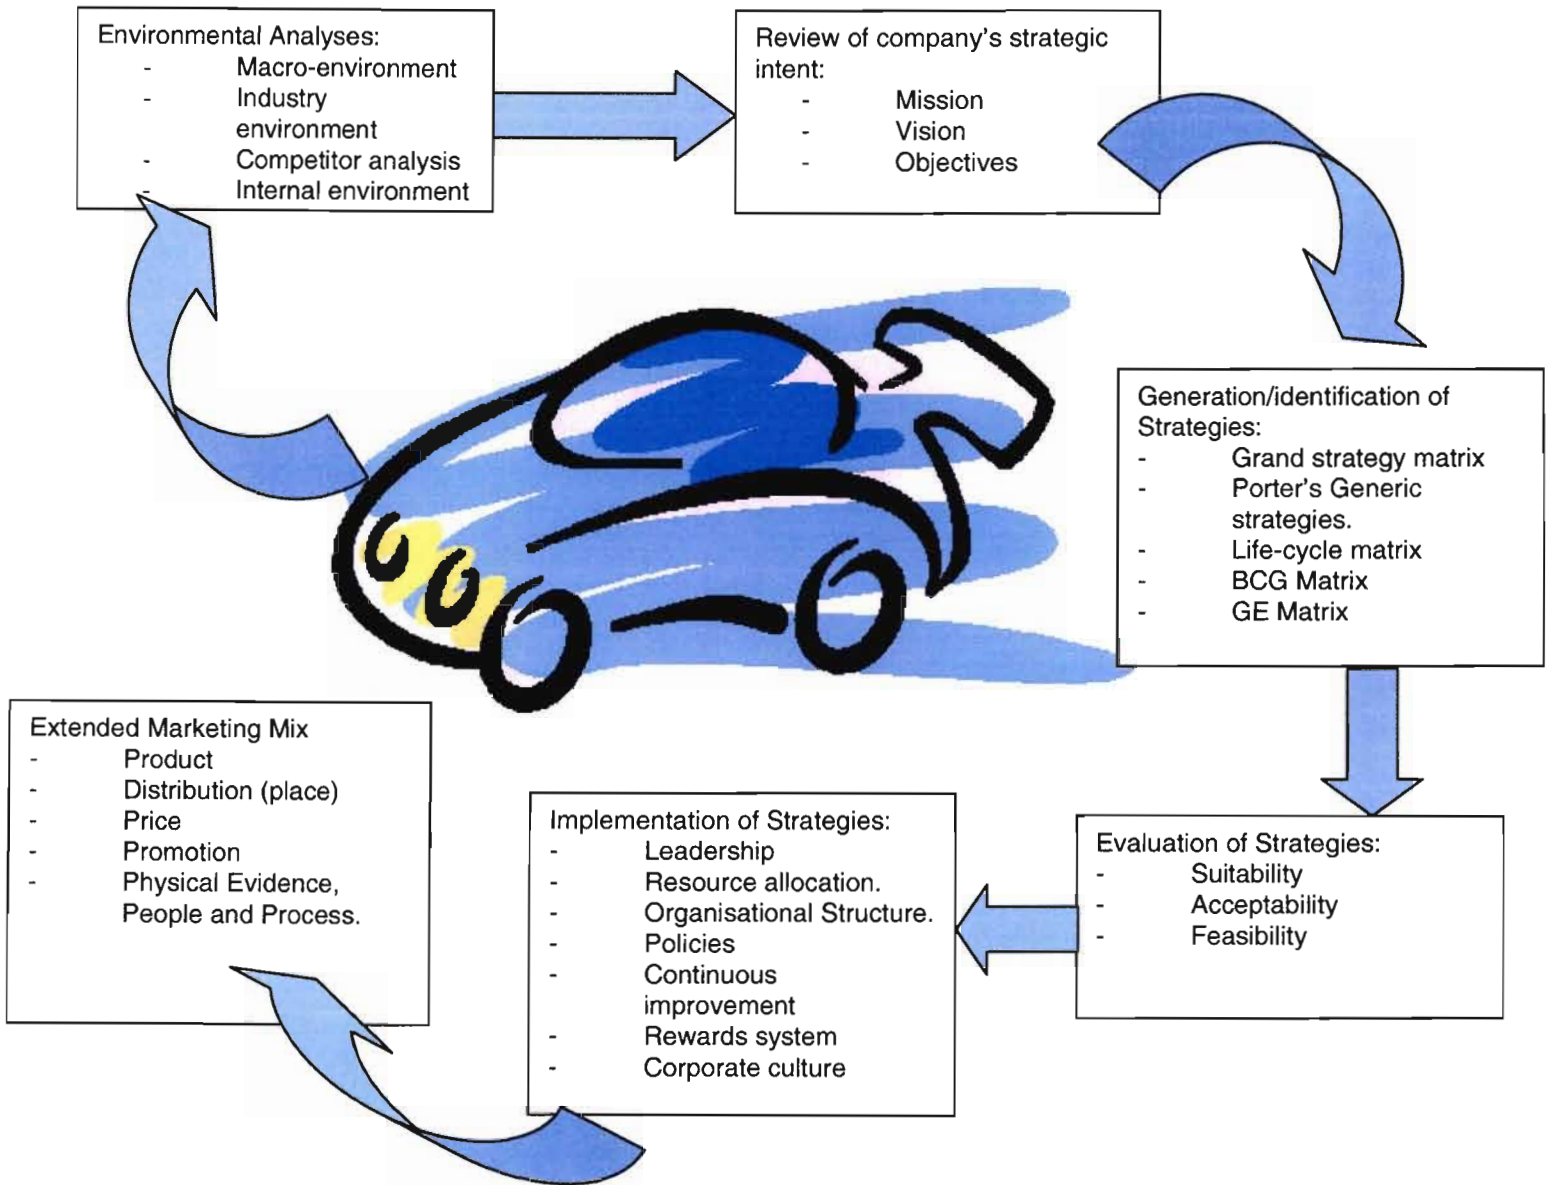 Environmental Analyses:
- Macro-environment
- Industry
environment
- Competitor analysis
- Internal environment
Review of company's strategic
intent:
- Mission
- Vision
- Objectives
Generation/identification of
Strategies:
- Grand strategy matrix
- Porter's Generic
strategies.
- Life-cycle matrix
- BCG Matrix
- GE Matrix
Evaluation of Strategies:
- Suitability
- Acceptability
- Feasibility
Implementation of Strategies:
- Leadership
- Resource allocation.
- Organisational Structure.
- Policies
- Continuous
improvement
- Rewards system
- Corporate culture
Extended Marketing Mix
- Product
- Distribution (place)
- Price
- Promotion
- Physical Evidence,
People and Process.